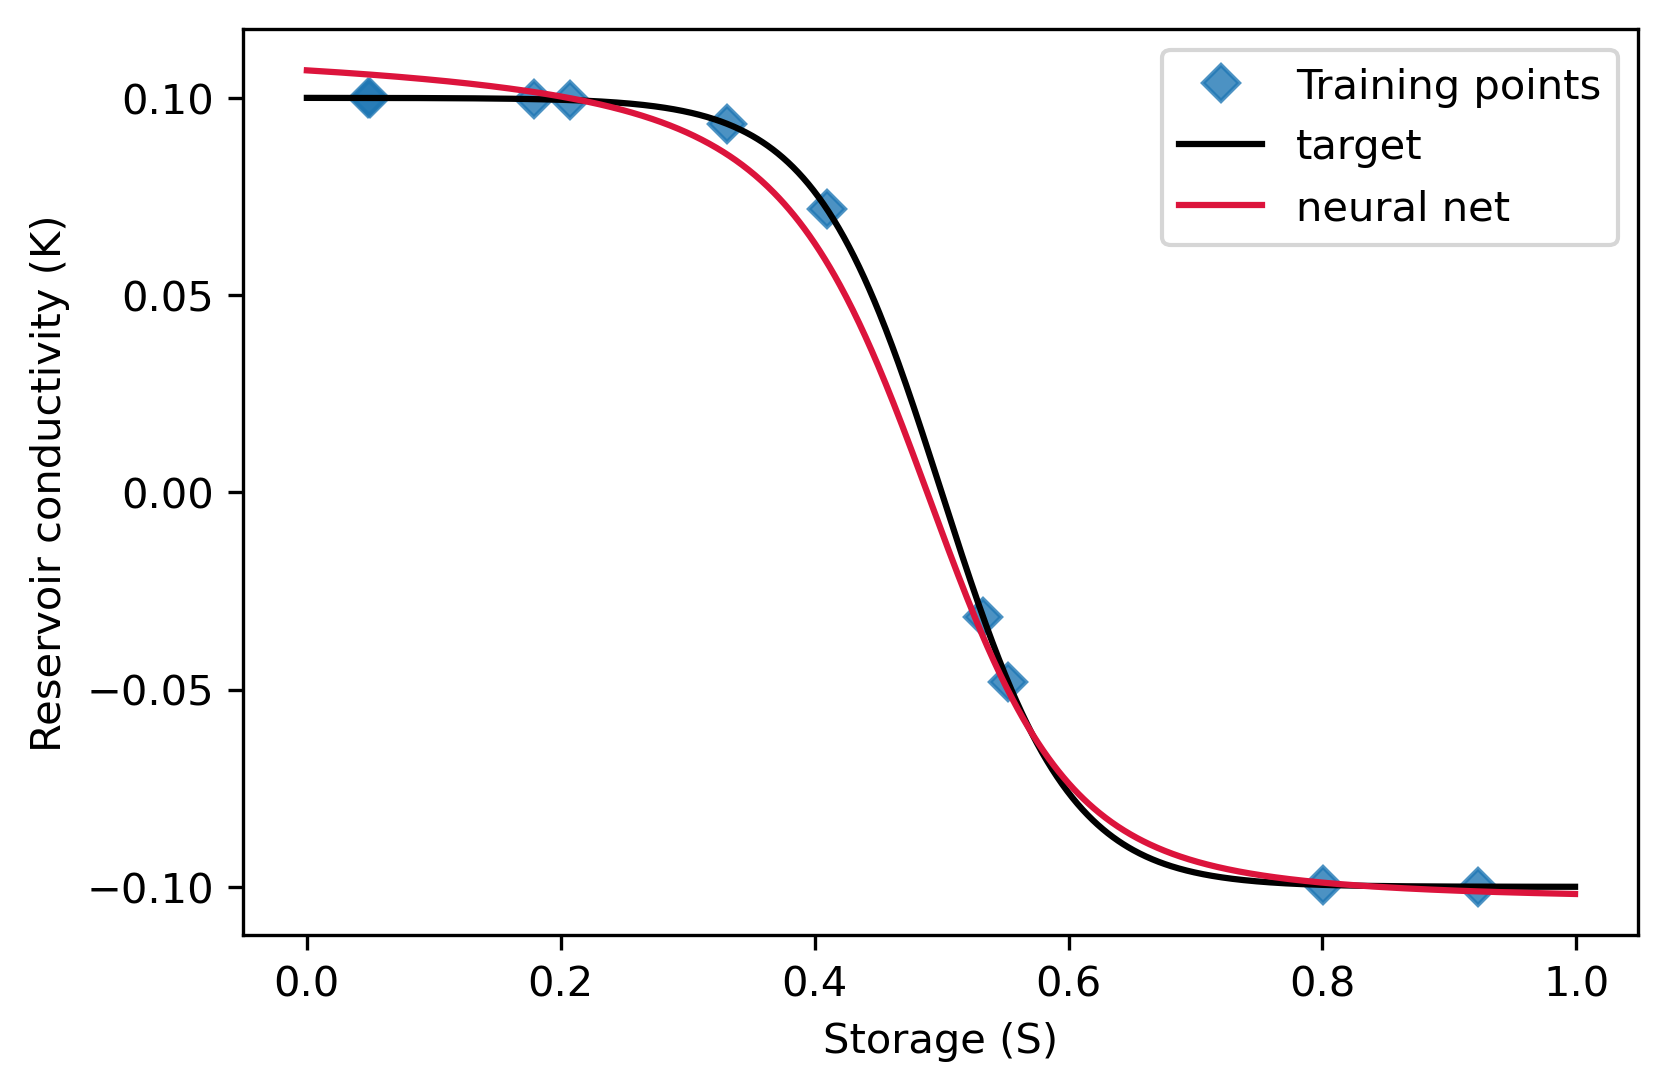 Training points
target
neural net
Reservoir conductivity (K)
0.10
0.05
0.00
−0.05
−0.10
0.0 0.2 0.4 0.6 0.8 1.0
Storage (S)